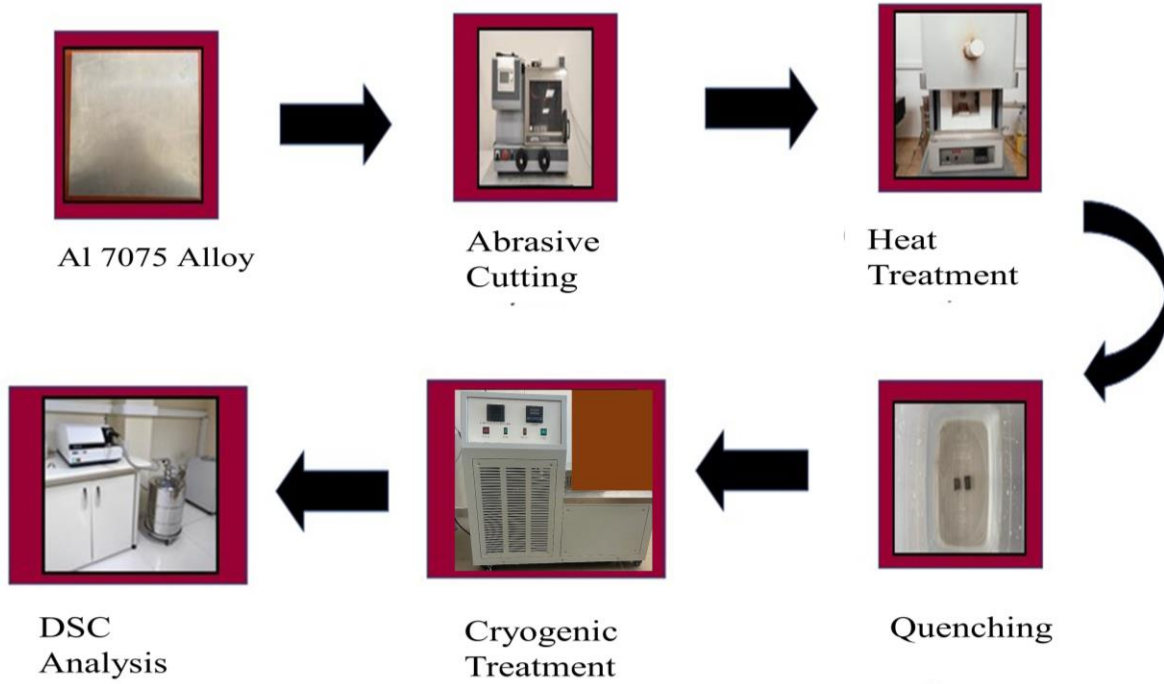 Al 7075 Alloy
Abrasive
Cutting
Heat
Treatment
Quenching
Cryogenic
Treatment
DSC
Analysis